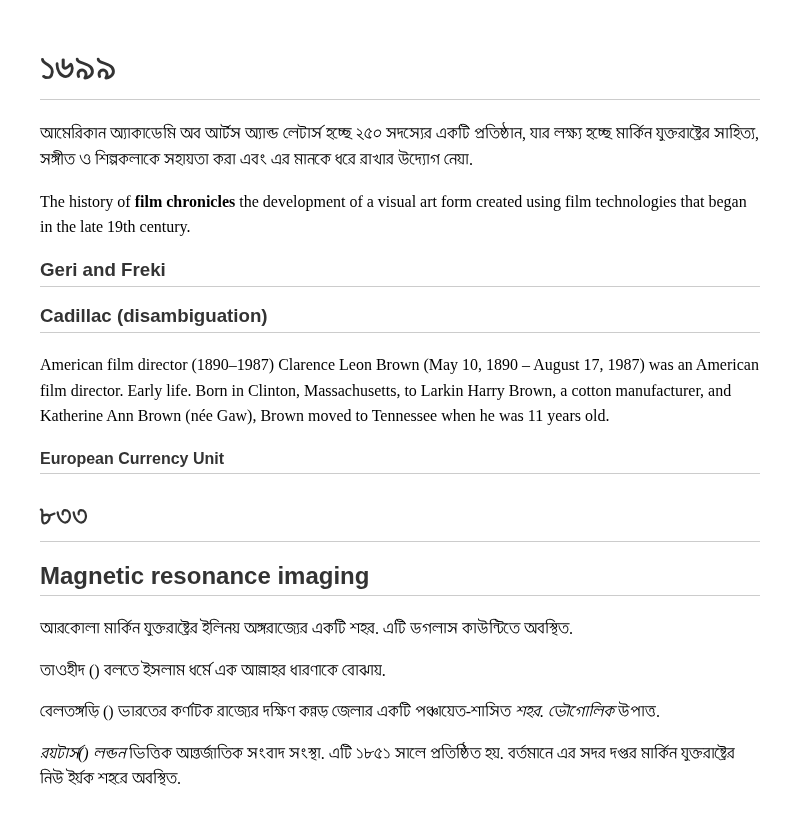 ১৬৯৯
আমেরিকান অ্যাকাডেমি অব আর্টস অ্যান্ড লেটার্স হচ্ছে ২৫০ সদস্যের একটি প্রতিষ্ঠান, যার লক্ষ্য হচ্ছে মার্কিন যুক্তরাষ্ট্রের সাহিত্য,
সঙ্গীত ও শিল্পকলাকে সহায়তা করা এবং এর মানকে ধরে রাখার উদ্যোগ নেয়া.
The history of film chronicles the development of a visual art form created using film technologies that began
in the late 19th century.
Geri and Freki
Cadillac (disambiguation)
American film director (1890–1987) Clarence Leon Brown (May 10, 1890 – August 17, 1987) was an American
film director. Early life. Born in Clinton, Massachusetts, to Larkin Harry Brown, a cotton manufacturer, and
Katherine Ann Brown (née Gaw), Brown moved to Tennessee when he was 11 years old.
European Currency Unit
৮৩৩
Magnetic resonance imaging
আরকোলা মার্কিন যুক্তরাষ্ট্রের ইলিনয় অঙ্গরাজ্যের একটি শহর. এটি ডগলাস কাউন্টিতে অবস্থিত.
তাওহীদ () বলতে ইসলাম ধর্মে এক আল্লাহর ধারণাকে বোঝায়.
বেলতঙ্গড়ি () ভারতের কর্ণাটক রাজ্যের দক্ষিণ কন্নড় জেলার একটি পঞ্চায়েত-শাসিত শহর. ভৌগোলিক উপাত্ত.
রয়টার্স() লন্ডন ভিত্তিক আন্তর্জাতিক সংবাদ সংস্থা. এটি ১৮৫১ সালে প্রতিষ্ঠিত হয়. বর্তমানে এর সদর দপ্তর মার্কিন যুক্তরাষ্ট্রের
নিউ ইর্য়ক শহরে অবস্থিত.